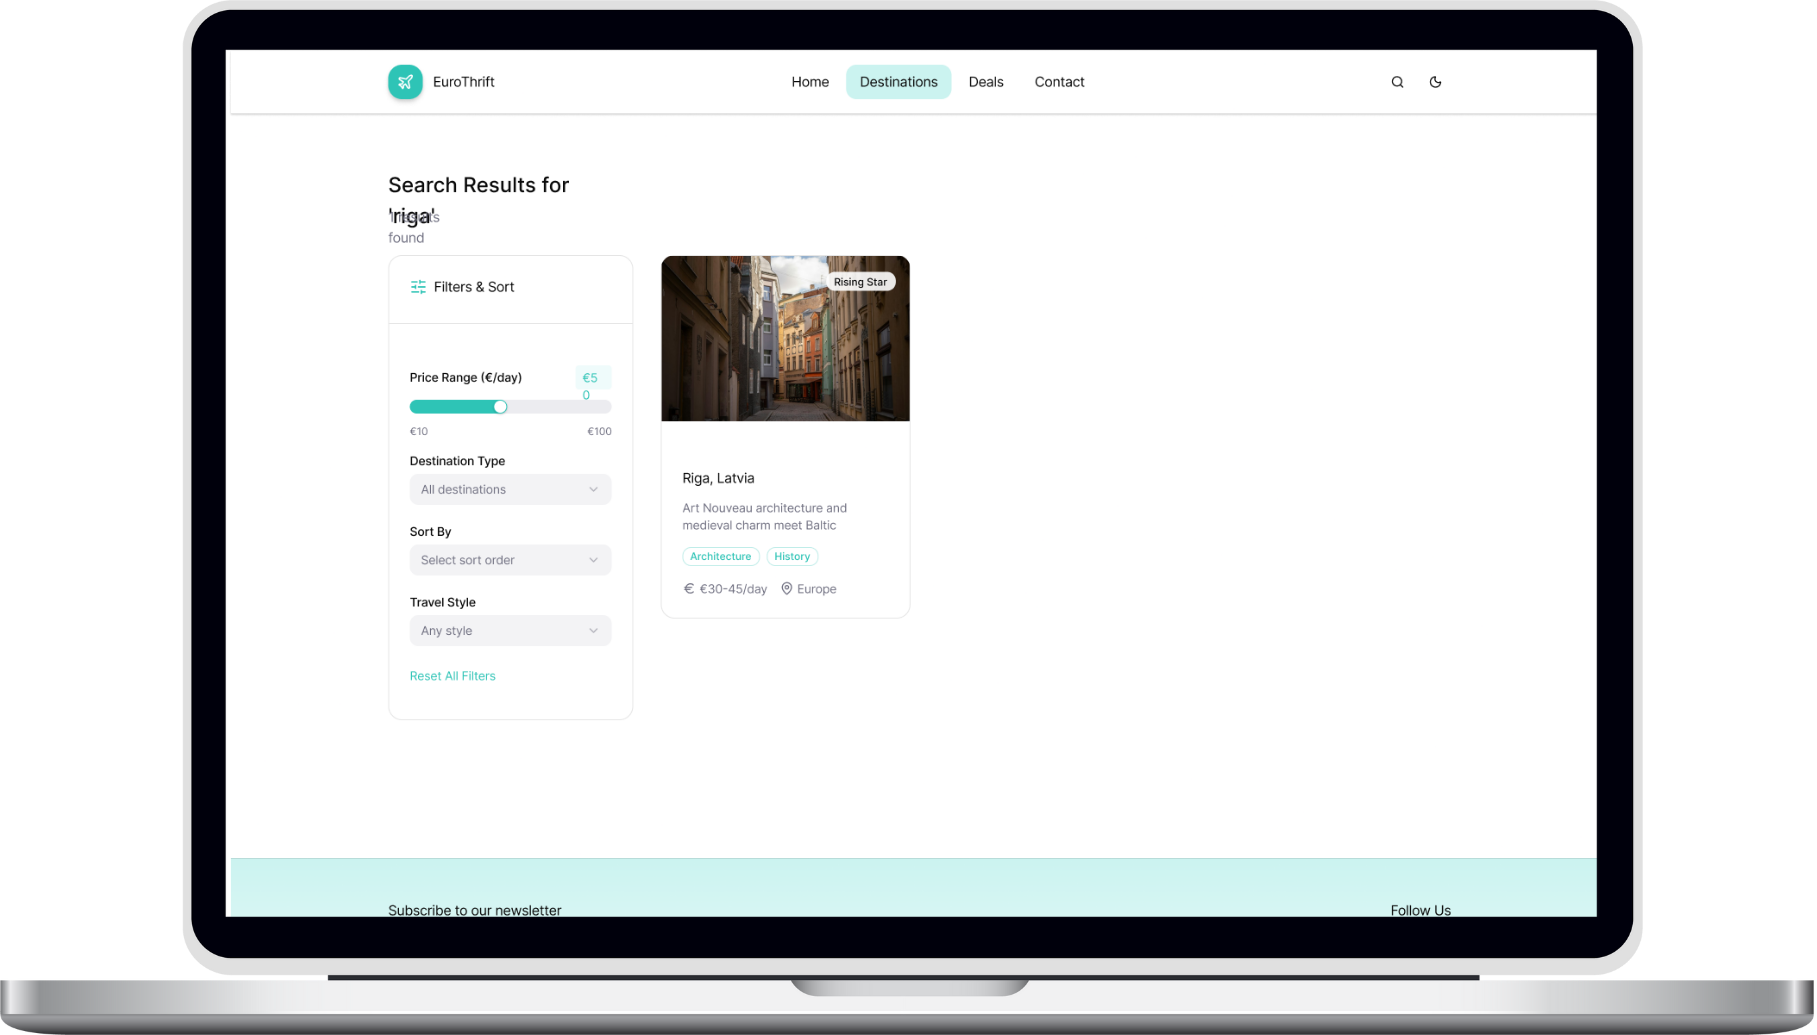 EuroThrift
Home
Destinations
Deals
Contact
Search Results for
'riga'
results
found
Filters & Sort
Price Range (€/day)
€5
0
€10
€100
Destination Type
All destinations
Sort By
Select sort order
Travel Style
Any style
Reset All Filters
Rising Star
Riga, Latvia
Art Nouveau architecture and
medieval charm meet Baltic
Architecture
History
€30-45/day
Europe
Subscribe to our newsletter
Follow Us